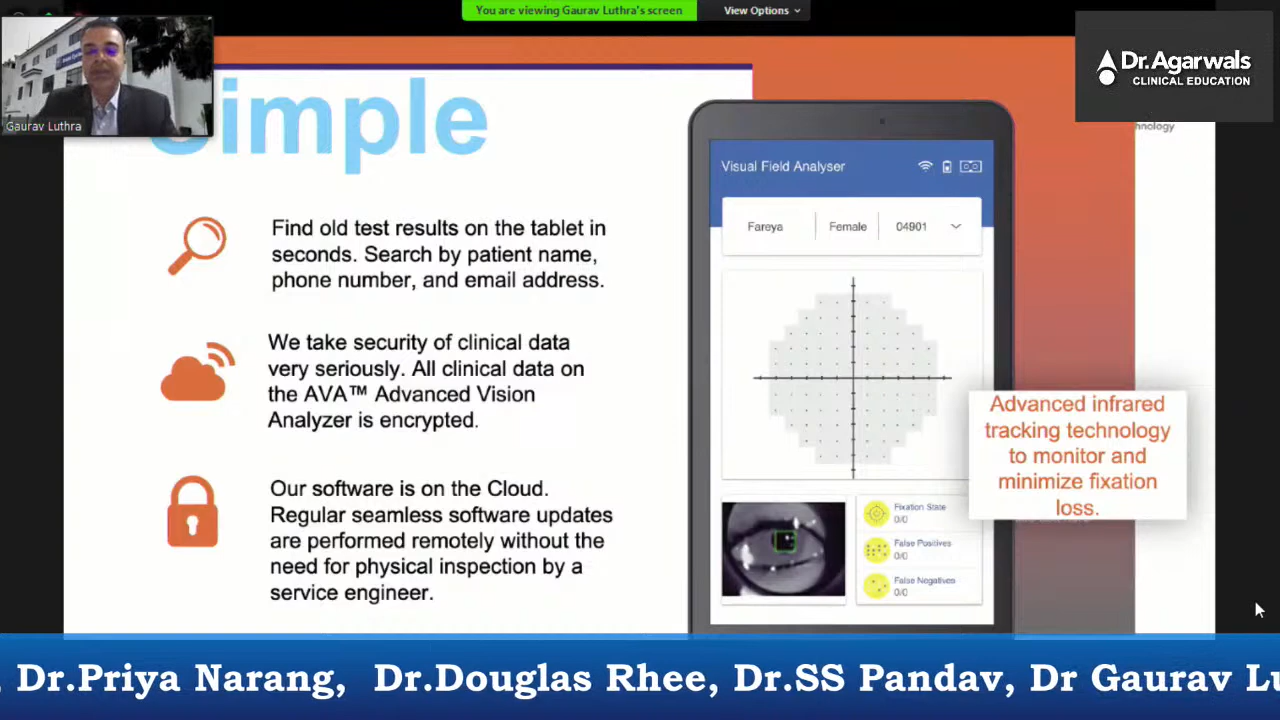 You are viewing Gaurav Luthra's screen
View Options
Gaurav Luthra
Dr.Agarwals
CLINICAL EDUCATION
hnology
Simple
Find old test results on the tablet in
seconds. Search by patient name,
phone number, and email address.
We take security of clinical data
very seriously. All clinical data on
the AVA™ Advanced Vision
Analyzer is encrypted.
Our software is on the Cloud.
Regular seamless software updates
are performed remotely without the
need for physical inspection by a
service engineer.
Visual Field Analyser
Fareya Female 04901
Fixation State
0/0
False Positives
0/0
False Negatives
0/0
Advanced infrared
tracking technology
to monitor and
minimize fixation
loss.
, Dr.Priya Narang, Dr.Douglas Rhee, Dr.SS Pandav, Dr Gaurav Lu